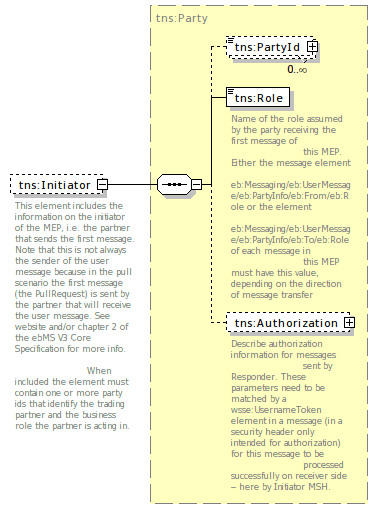 tns:Party
tns:PartyId
0..∞
tns:Role
Name of the role assumed
by the party receiving the
first message of
this MEP.
Either the message element
eb:Messaging/eb:UserMessag
e/eb:PartyInfo/eb:From/eb:R
ole or the element
eb:Messaging/eb:UserMessag
e/eb:PartyInfo/eb:To/eb:Role
of each message in
this MEP
must have this value,
depending on the direction
of message transfer
tns:Initiator
This element includes the
information on the initiator
of the MEP, i.e. the partner
that sends the first message.
Note that this is not always
the sender of the user
message because in the pull
scenario the first message
(the PullRequest) is sent by
the partner that will receive
the user message. See
website and/or chapter 2 of
the ebMS V3 Core
Specification for more info.
When
included the element must
contain one or more party
ids that identify the trading
partner and the business
role the partner is acting in.
tns:Authorization
Describe authorization
information for messages
sent by
Responder. These
parameters need to be
matched by a
wsse:UsernameToken
element in a message (in a
security header only
intended for authorization)
for this message to be
processed
successfully on receiver side
– here by Initiator MSH.